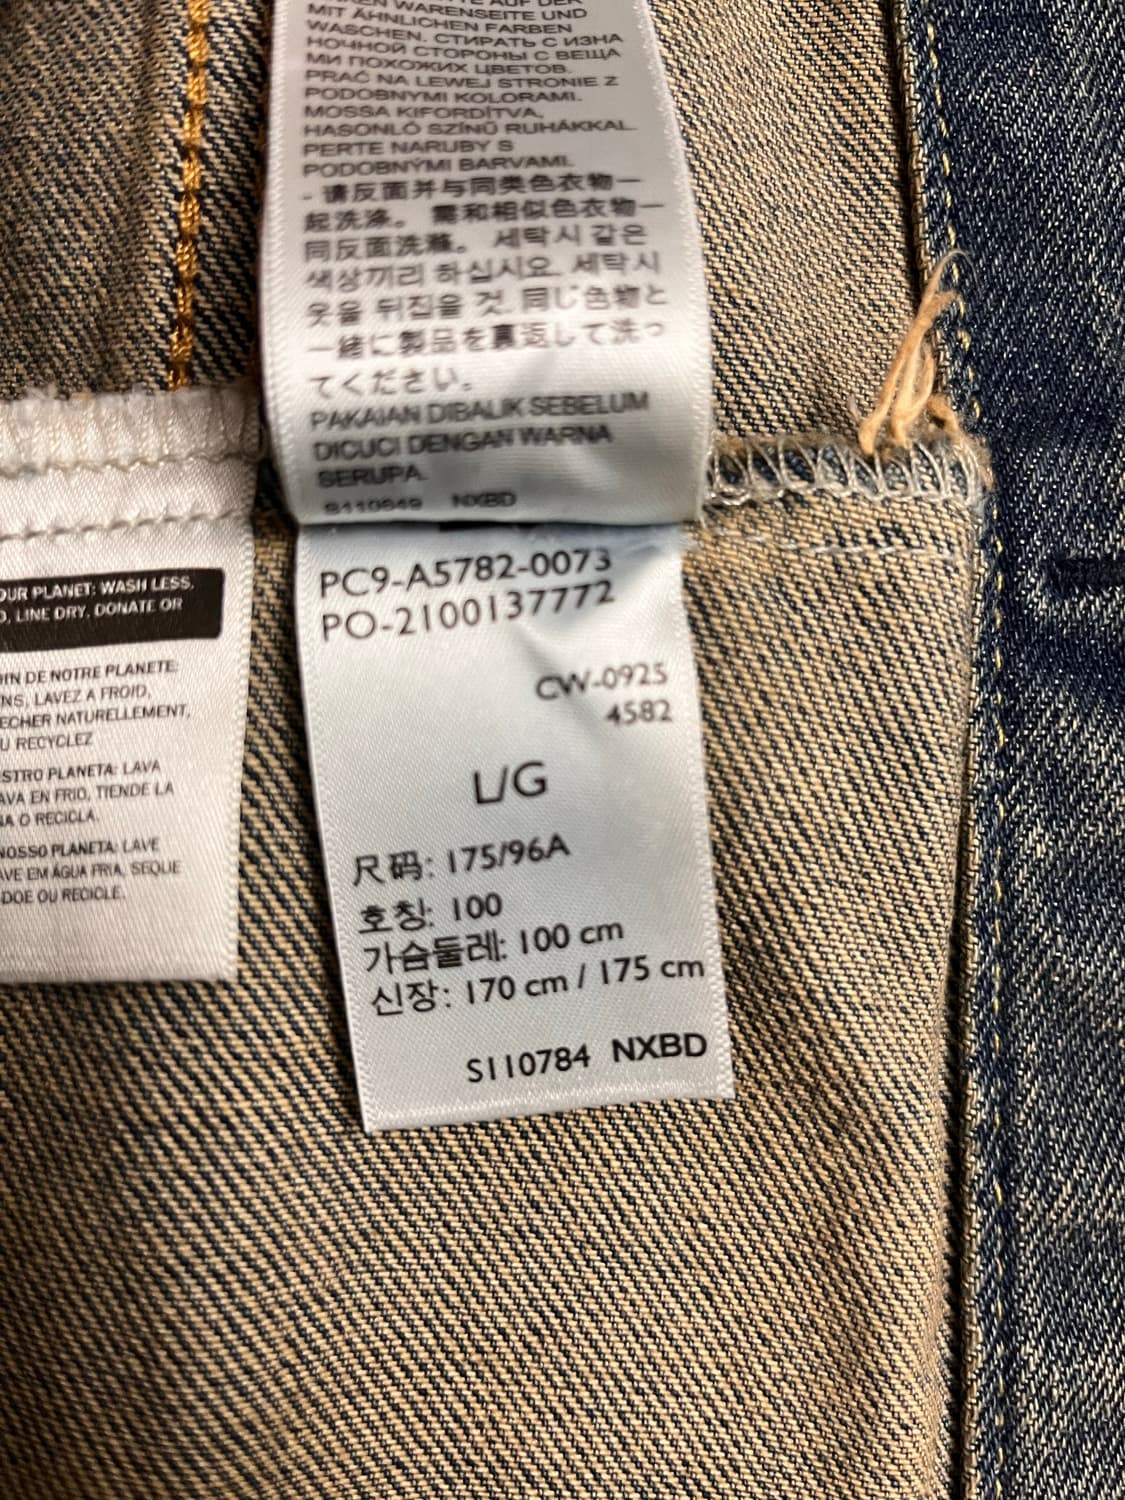 WARENSEITE UND
MIT ÄHNLICHEN FARBEN
WASCHEN. СТИРАТЬ С ИЗНА
НОЧНОЙ СТОРОНЫ С ВЕЩА
МИ ПОХОЖИХ ЦВЕТОВ.
PRAĆ NA LEWEJ STRONIE Z
PODOBNYMI KOLORAMI.
MOSSA KIFORDÍTVA,
HASONLÓ SZÍNŰ RUHÁKKAL.
PERTE NARUBY S
PODOBNÝMI BARVAMI.
- 请反面并与同类色衣物一
起洗涤。 需和相似色衣物一
同反面洗滌。 세탁시 같은
색상끼리 하십시오. 세탁시
옷을 뒤집을 것. 同じ色物と
一緒に製品を裏返して洗っ
てください。
PAKAIAN DIBALIK SEBELUM
DICUCI DENGAN WARNA
SERUPA.
S110849 NXBD
PC9-A5782-0073
PO-2100137772
CW-0925
4582
L/G
尺码: 175/96A
호칭: 100
가슴둘레: 100 cm
신장: 170 cm / 175 cm
S110784 NXBD
OUR PLANET: WASH LESS,
LINE DRY, DONATE OR
DE NOTRE PLANETE:
LAVEZ A FROID,
NATURELLEMENT,
RECYCLEZ
PLANETA: LAVA
EN FRIO, TIENDE LA
O RECICLA.
NOSSO PLANETA: LAVE
EM ÁGUA FRIA, SEQUE
DOE OU RECICLE.